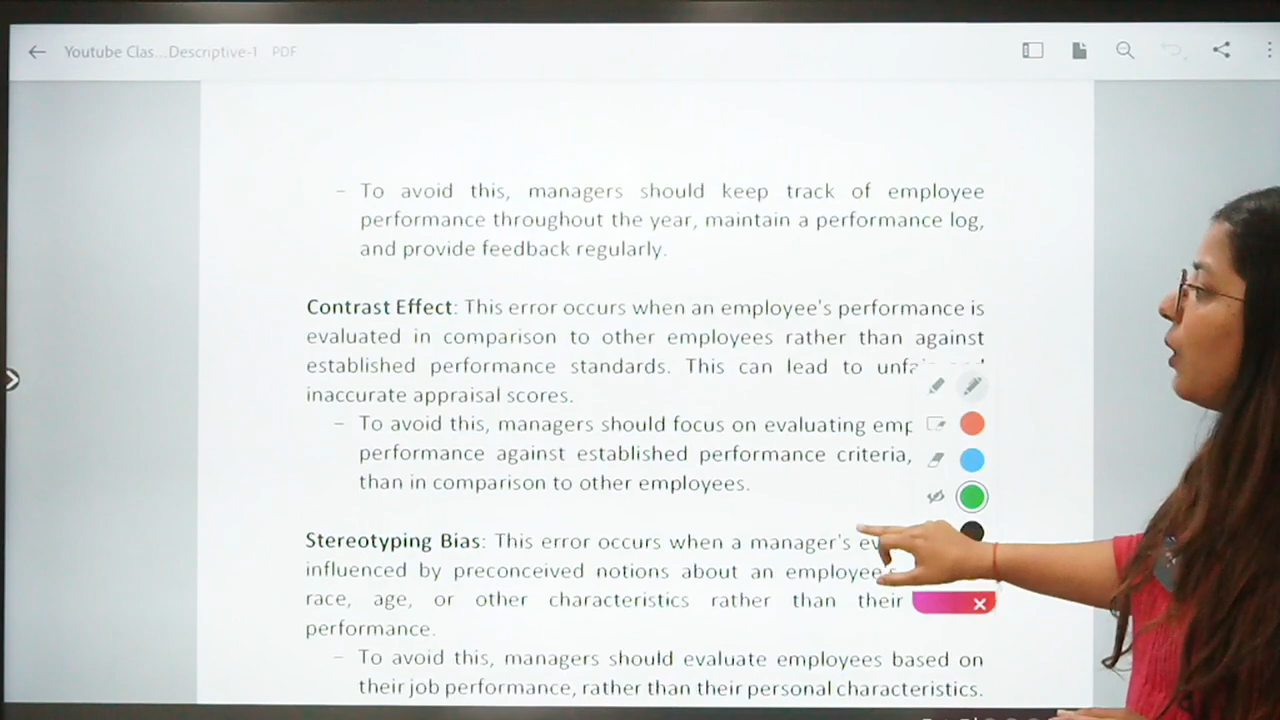 Youtube Clas...Descriptive-1 PDF
– To avoid this, managers should keep track of employee
performance throughout the year, maintain a performance log,
and provide feedback regularly.
Contrast Effect: This error occurs when an employee's performance is
evaluated in comparison to other employees rather than against
established performance standards. This can lead to
inaccurate appraisal scores.
– To avoid this, managers should focus on evaluating
performance against established performance criteria,
than in comparison to other employees.
Stereotyping Bias: This error occurs when a manager's
influenced by preconceived notions about an
race, age, or other characteristics rather than their
performance.
– To avoid this, managers should evaluate employees based on
their job performance, rather than their personal characteristics.